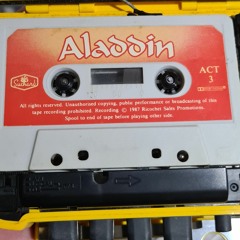 Aladdin
ACT
3
All rights reserved. Unauthorised copying, public performance or broadcasting of this
tape recording prohibited. Recording © 1987 Ricochet Sales Promotions.
Spool to end of tape before playing other side.